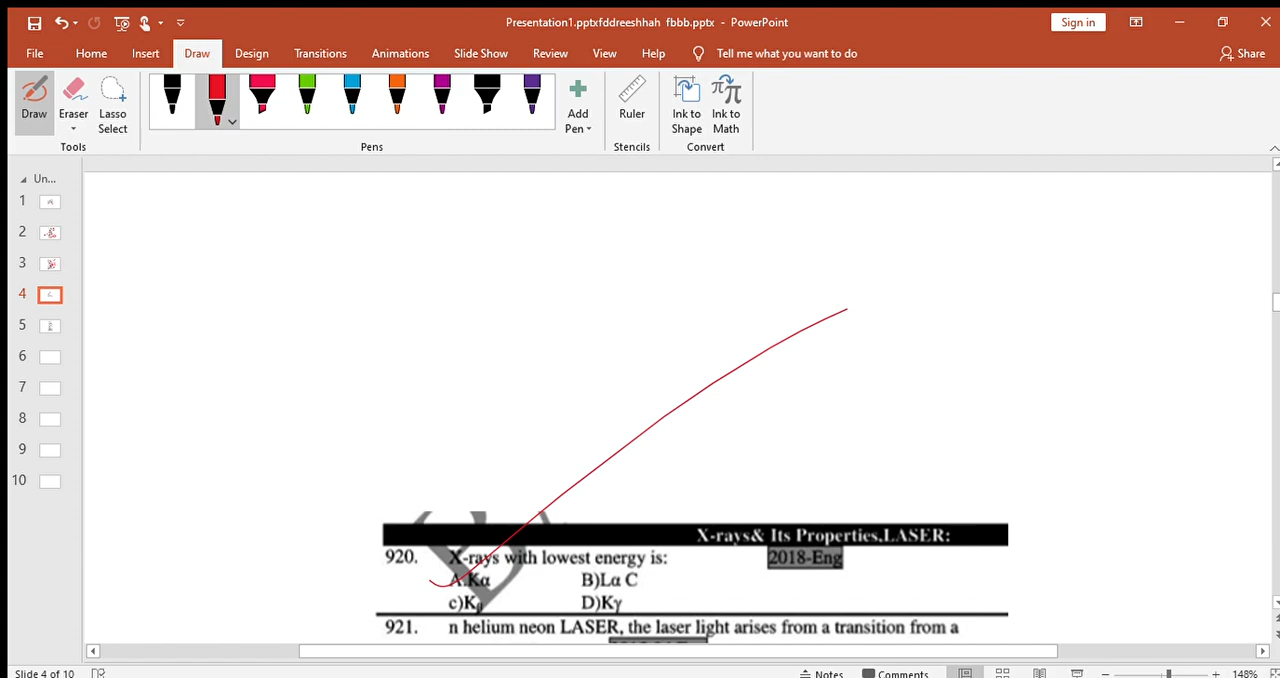 Presentation1.pptxfddreeshhah fbbb.pptx - PowerPoint
Sign in
File Home Insert Draw Design Transitions Animations Slide Show Review View Help Tell me what you want to do
Share
Draw Eraser Lasso Select
Add Pen
Ruler
Ink to Shape Ink to Math
Tools Pens Stencils Convert
Un...
1
2
3
4
5
6
7
8
9
10
X-rays& Its Properties,LASER:
920. X-rays with lowest energy is: 2018-Eng
A.Kα B)Lα C
c)Kβ D)Kγ
921. n helium neon LASER, the laser light arises from a transition from a
Slide 4 of 10 Notes Comments 148%